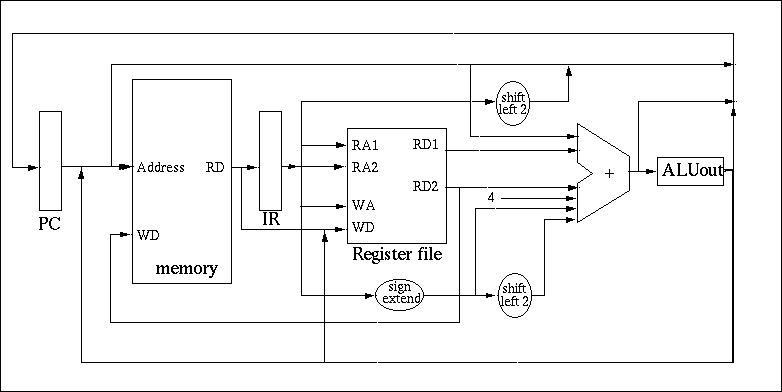 shift
left 2
RA1
RD1
Address
RD
RA2
+
ALUout
RD2
4
PC
IR
WA
WD
WD
Register file
memory
sign
extend
shift
left 2